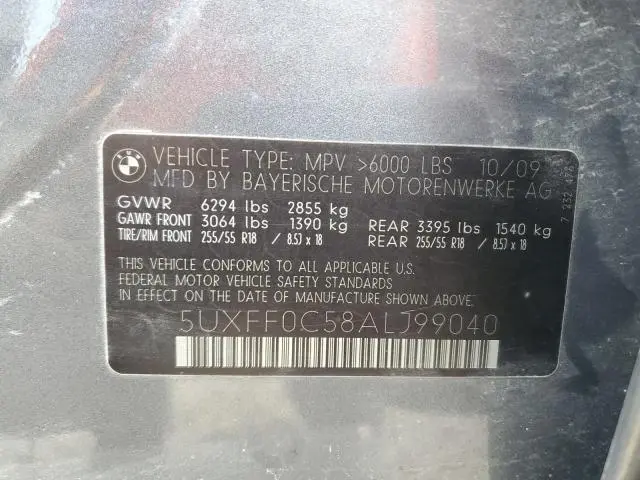 BMW
VEHICLE TYPE: MPV >6000 LBS 10/09
MFD BY BAYERISCHE MOTORENWERKE AG
GVWR 6294 lbs 2855 kg
GAWR FRONT 3064 lbs 1390 kg REAR 3395 lbs 1540 kg
TIRE/RIM FRONT 255/55 R18 / 8.5J x 18 REAR 255/55 R18 / 8.5J x 18
THIS VEHICLE CONFORMS TO ALL APPLICABLE U.S.
FEDERAL MOTOR VEHICLE SAFETY STANDARDS
IN EFFECT ON THE DATE OF MANUFACTURE SHOWN ABOVE.
5UXFF0C58ALJ99040